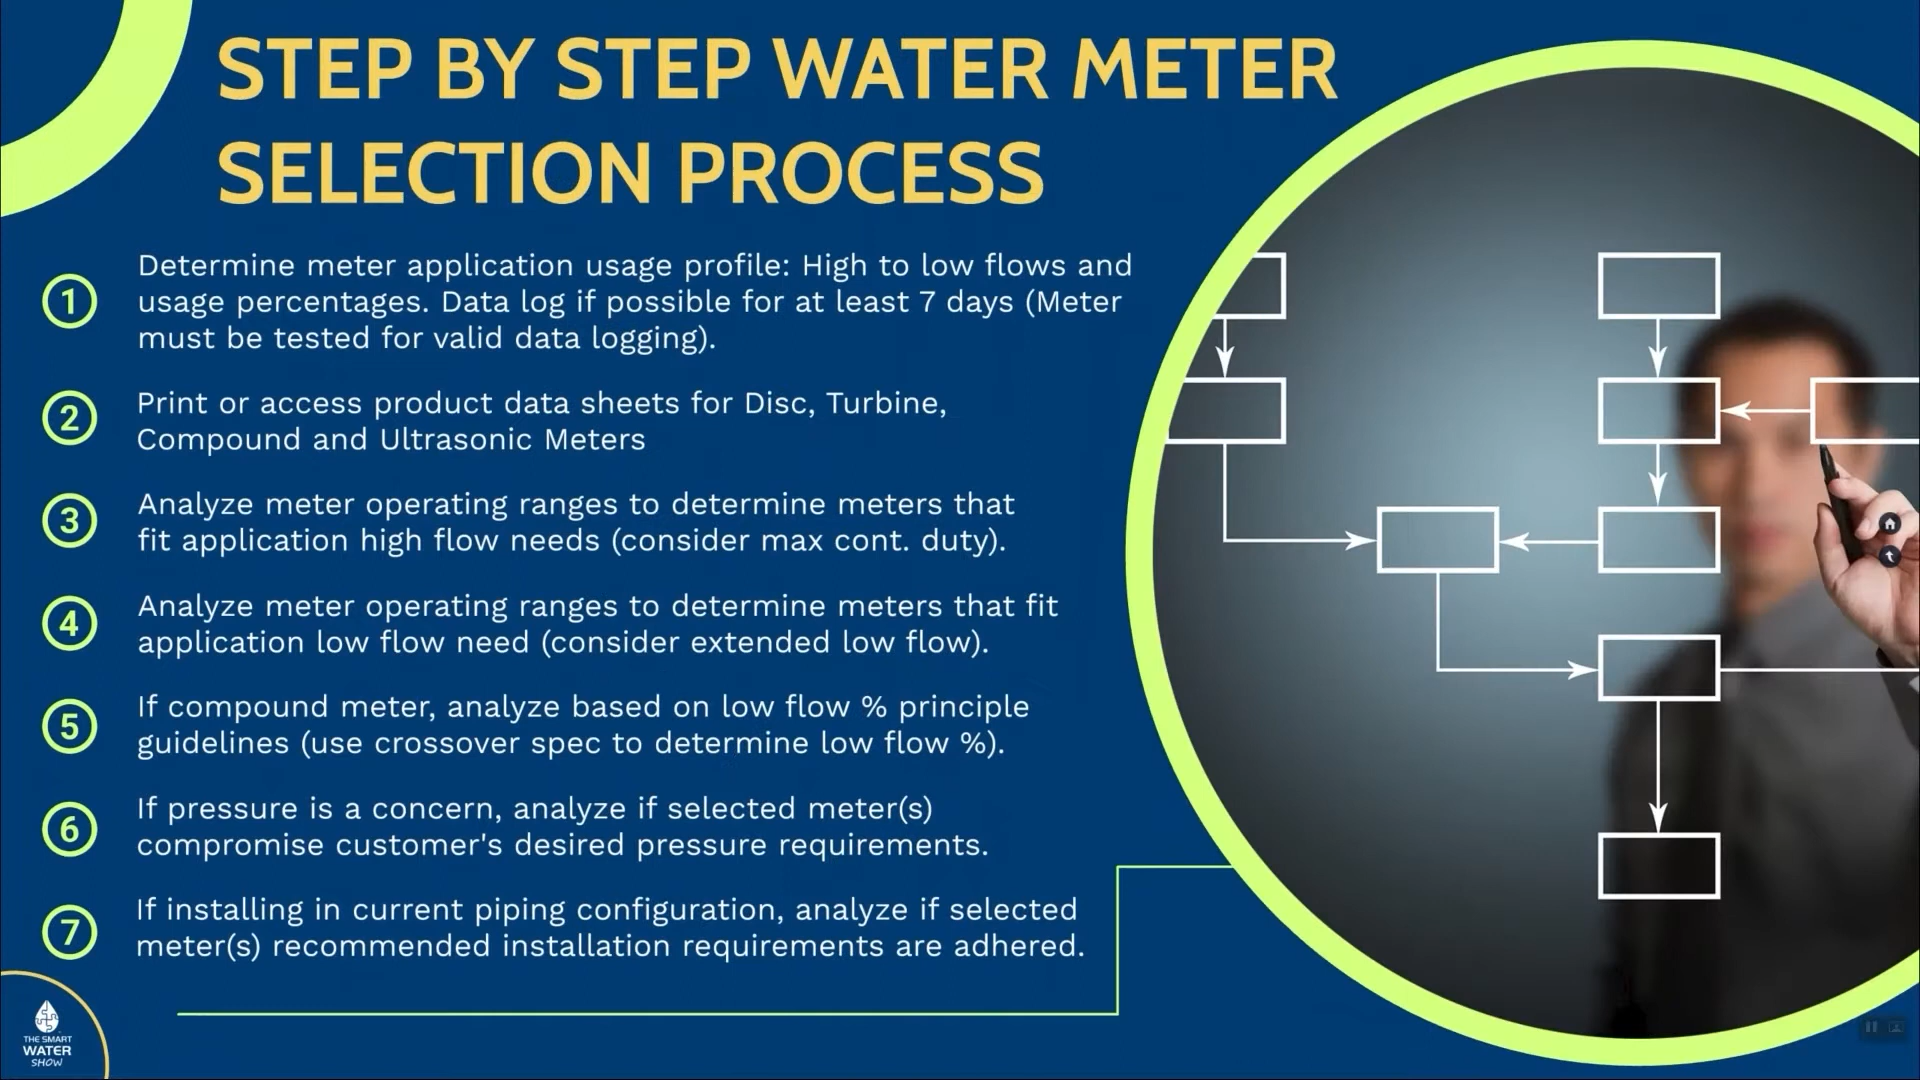 STEP BY STEP WATER METER
SELECTION PROCESS
1
Determine meter application usage profile: High to low flows and
usage percentages. Data log if possible for at least 7 days (Meter
must be tested for valid data logging).
2
Print or access product data sheets for Disc, Turbine,
Compound and Ultrasonic Meters
3
Analyze meter operating ranges to determine meters that
fit application high flow needs (consider max cont. duty).
4
Analyze meter operating ranges to determine meters that fit
application low flow need (consider extended low flow).
5
If compound meter, analyze based on low flow % principle
guidelines (use crossover spec to determine low flow %).
6
If pressure is a concern, analyze if selected meter(s)
compromise customer's desired pressure requirements.
7
If installing in current piping configuration, analyze if selected
meter(s) recommended installation requirements are adhered.
THE SMART
WATER
SHOW